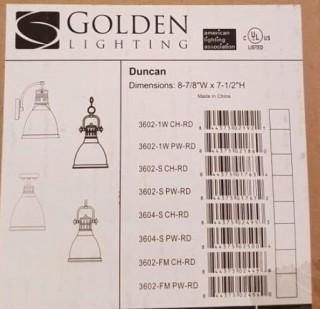 GOLDEN
LIGHTING
american
lighting
association
C UL US
LISTED
Duncan
Dimensions: 8-7/8"W x 7-1/2"H
Made in China
3602-1W CH-RD
3602-1W PW-RD
3602-S CH-RD
3602-S PW-RD
3604-S CH-RD
3604-S PW-RD
3602-FM CH-RD
3602-FM PW-RD